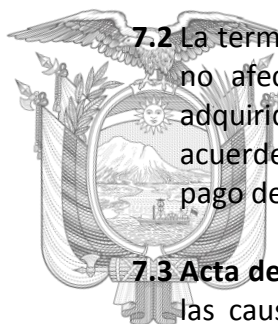 7.2 La term
no afec
adquirid
acuerde
pago de
7.3 Acta de
las caus